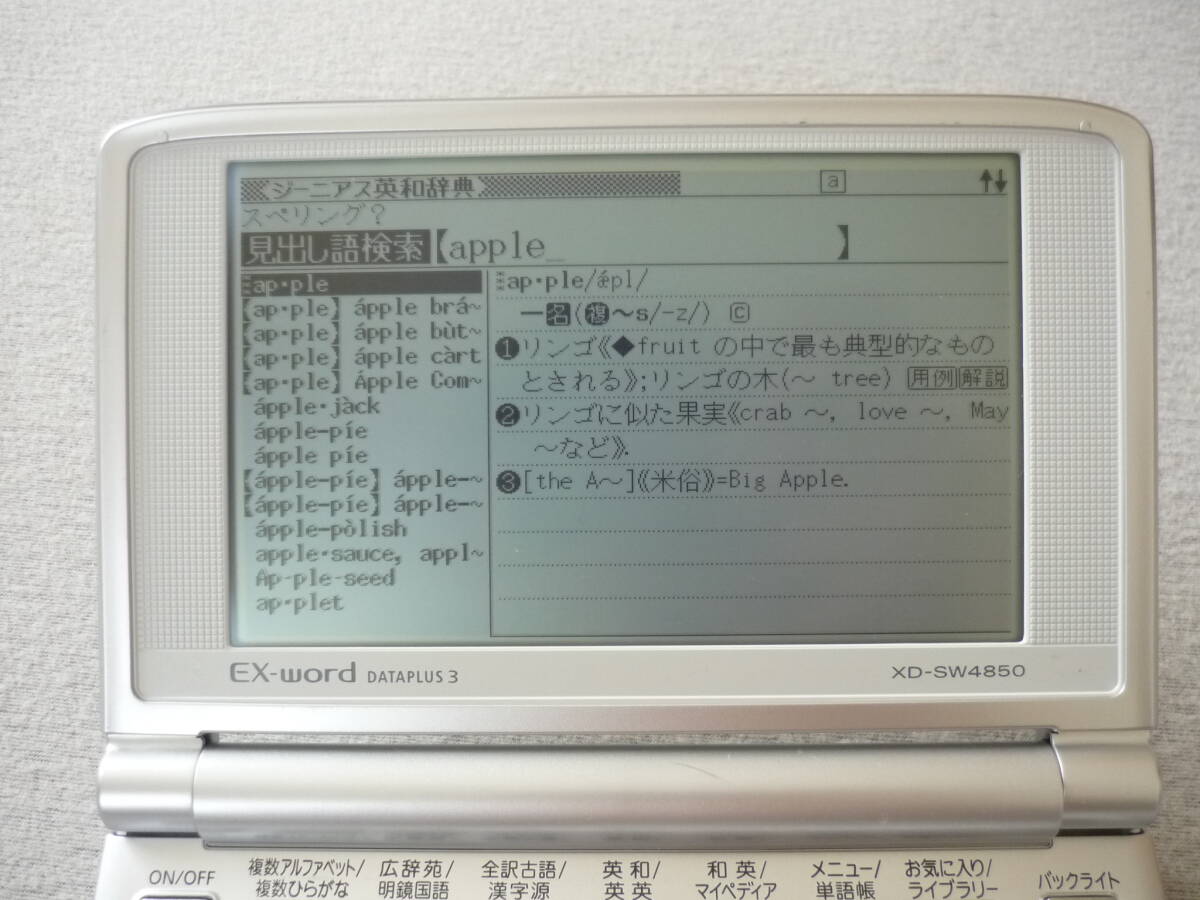 ジーニアス英和辞典 a ↑↓
スペリング?
見出し語検索【apple_ 】
ap·ple
【ap·ple】 ápple brá~
【ap·ple】 ápple bùt~
【ap·ple】 ápple càrt
【ap·ple】 Ápple Com~
ápple·jàck
ápple-píe
ápple píe
【ápple-píe】 ápple-~
【ápple-píe】 ápple-~
ápple-pòlish
apple·sauce, appl~
Ap-ple-seed
ap·plet
ap·ple/ǽpl/
―名(複~s/-z/) C
❶リンゴ《◆fruit の中で最も典型的なもの
とされる》;リンゴの木(~ tree) 用例 解説
❷リンゴに似た果実《crab ~, love ~, May
~など》.
❸[the A~]《米俗》=Big Apple.
EX-word DATAPLUS 3
XD-SW4850
ON/OFF
複数アルファベット/
複数ひらがな
広辞苑/
明鏡国語
全訳古語/
漢字源
英和/
英英
和英/
マイペディア
メニュー/
単語帳
お気に入り/
ライブラリー
バックライト